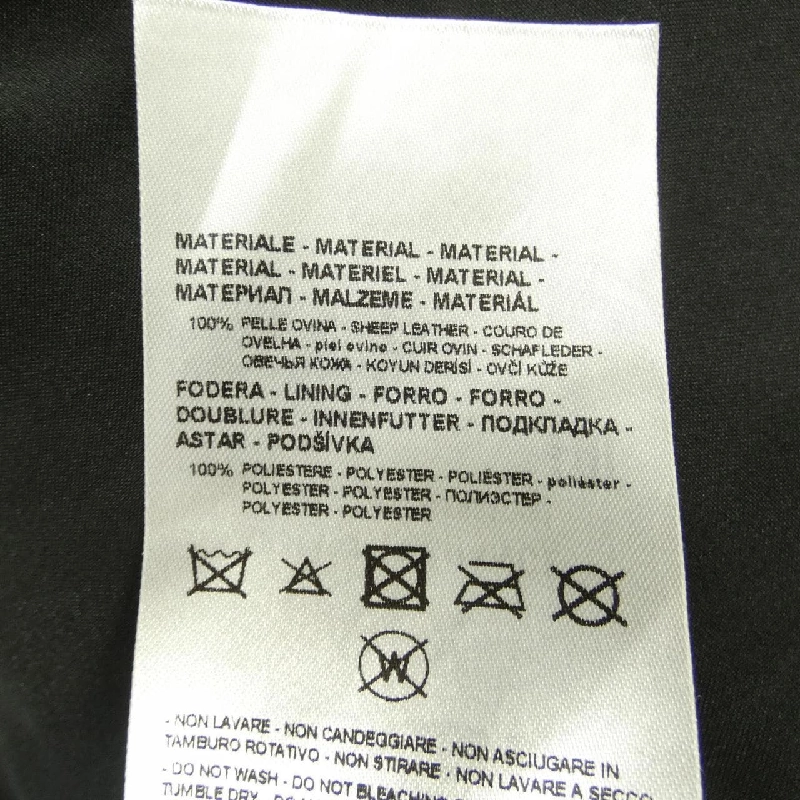 MATERIALE - MATERIAL - MATERIAL -
MATERIAL - MATERIEL - MATERIAL -
МАТЕРИАЛ - MALZEME - MATERIÁL
100% PELLE OVINA - SHEEP LEATHER - COURO DE
OVELHA - piel ovino - CUIR OVIN - SCHAFLEDER -
ОВЕЧЬЯ КОЖА - KOYUN DERİSİ - OVČÍ KŮŽE
FODERA - LINING - FORRO - FORRO -
DOUBLURE - INNENFUTTER - ПОДКЛАДКА -
ASTAR - PODŠÍVKA
100% POLIESTERE - POLYESTER - POLIÉSTER - poliéster -
POLYESTER - POLYESTER - ПОЛИЭСТЕР -
POLYESTER - POLYESTER
W
- NON LAVARE - NON CANDEGGIARE - NON ASCIUGARE IN
TAMBURO ROTATIVO - NON STIRARE - NON LAVARE A SECCO
- DO NOT WASH - DO NOT BLEACHING
TUMBLE DRY - DO